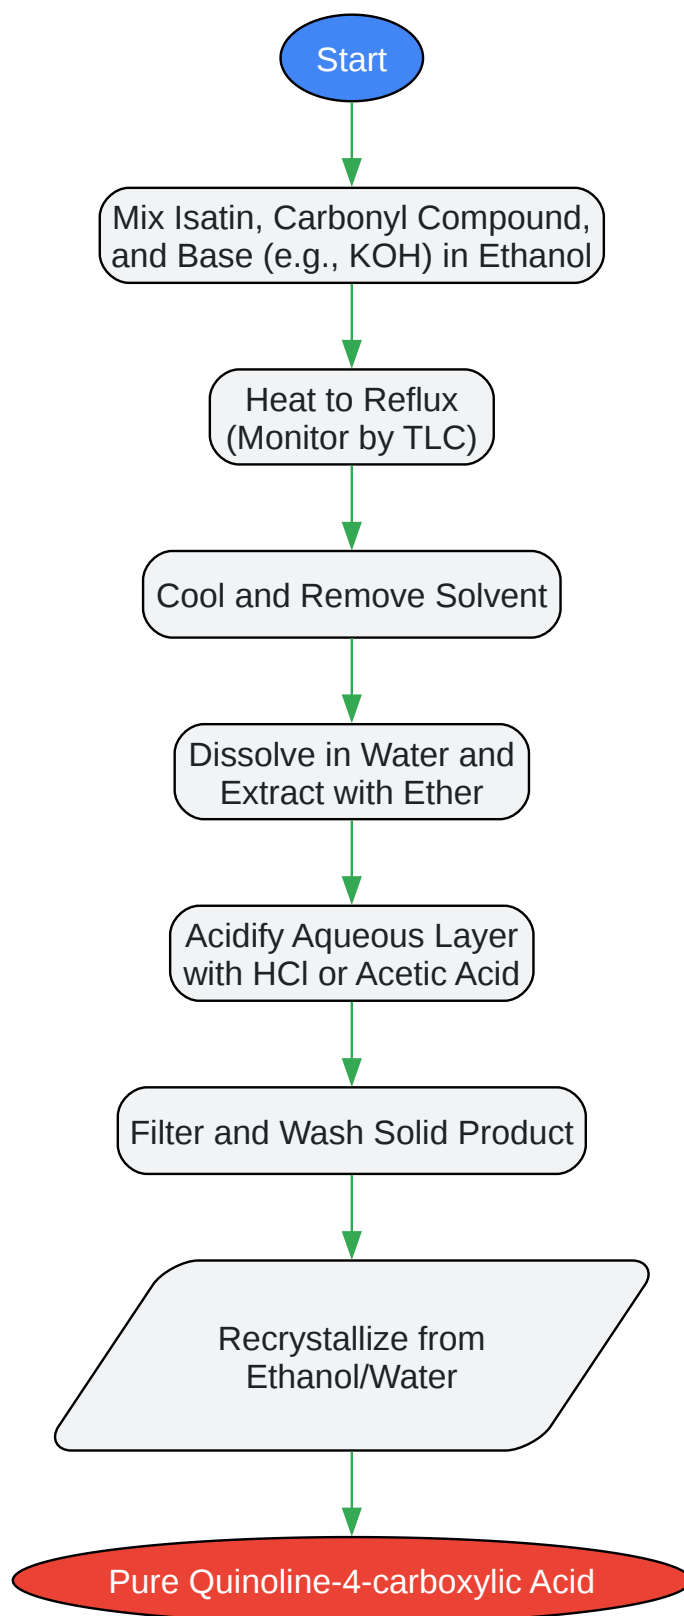 Start
Mix Isatin, Carbonyl Compound,
and Base (e.g., KOH) in Ethanol
Heat to Reflux
(Monitor by TLC)
Cool and Remove Solvent
Dissolve in Water and
Extract with Ether
Acidify Aqueous Layer
with HCl or Acetic Acid
Filter and Wash Solid Product
Recrystallize from
Ethanol/Water
Pure Quinoline-4-carboxylic Acid